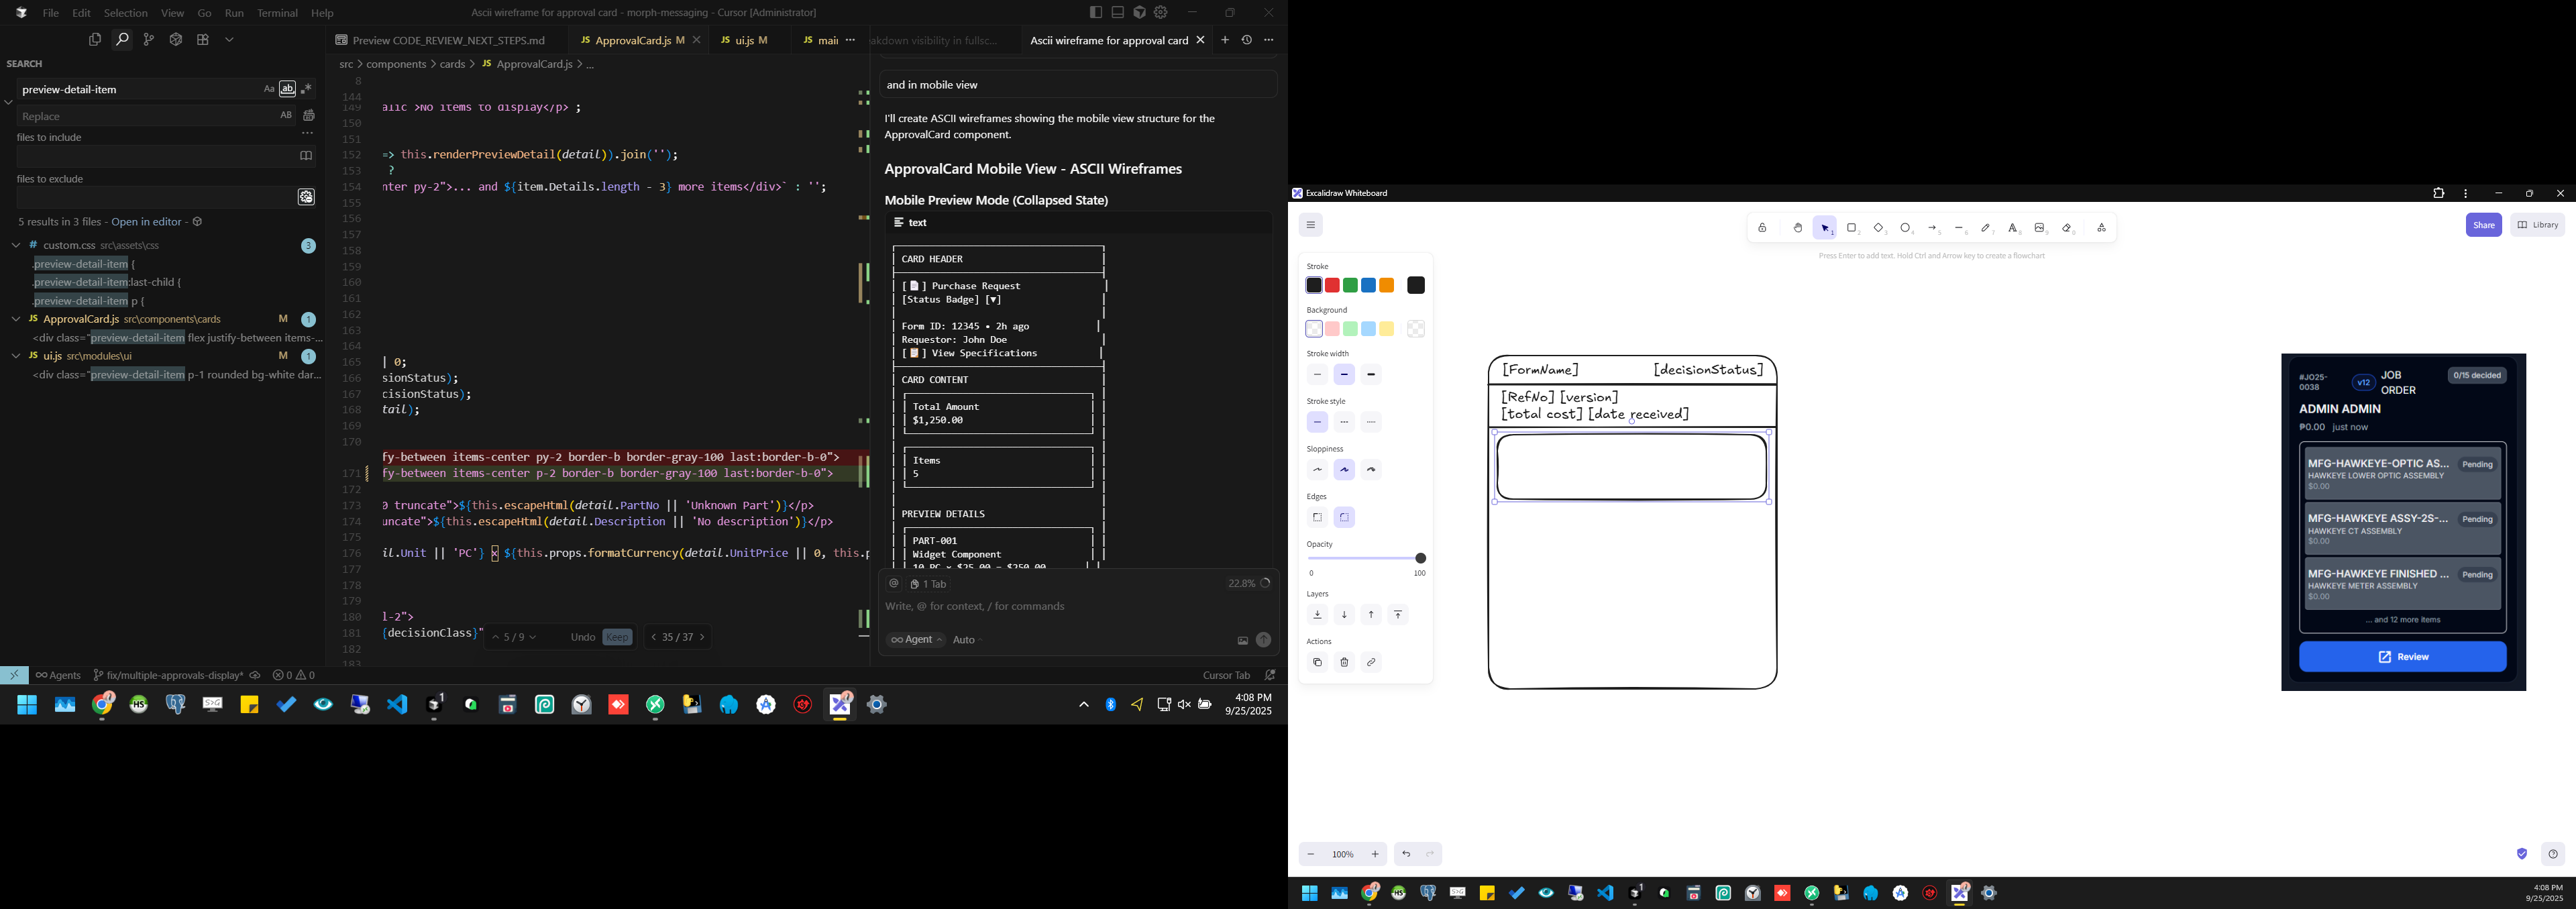 File Edit Selection View Go Run Terminal Help
Ascii wireframe for approval card - morph-messaging - Cursor [Administrator]
SEARCH
preview-detail-item
Aa ab
Replace
AB
files to include
files to exclude
5 results in 3 files - Open in editor -
# custom.css src\assets\css 3
.preview-detail-item {
.preview-detail-item:last-child {
.preview-detail-item p {
JS ApprovalCard.js src\components\cards M 1
<div class="preview-detail-item flex justify-between items-...
JS ui.js src\modules\ui M 1
<div class="preview-detail-item p-1 rounded bg-white dar...
Preview CODE_REVIEW_NEXT_STEPS.md
JS ApprovalCard.js M
JS ui.js M
JS mai
src > components > cards > JS ApprovalCard.js > ...
8
144
149 alic >No items to display</p> ;
150
151
152 => this.renderPreviewDetail(detail)).join('');
153 ?
154 nter py-2">... and ${item.Details.length - 3} more items</div>` : '';
155
156
157
158
159
160
161
162
163
164
165 | 0;
166 sionStatus);
167 cisionStatus);
168 tail);
169
170
fy-between items-center py-2 border-b border-gray-100 last:border-b-0">
171 fy-between items-center p-2 border-b border-gray-100 last:border-b-0">
172
173 0 truncate">${this.escapeHtml(detail.PartNo || 'Unknown Part')}</p>
174 uncate">${this.escapeHtml(detail.Description || 'No description')}</p>
175
176 il.Unit || 'PC'} x ${this.props.formatCurrency(detail.UnitPrice || 0, this.p
177
178
179
180 l-2">
181 {decisionClass}"
182
183
5 / 9 Undo Keep 35 / 37
akdown visibility in fullsc...
Ascii wireframe for approval card
and in mobile view
I'll create ASCII wireframes showing the mobile view structure for the
ApprovalCard component.
ApprovalCard Mobile View - ASCII Wireframes
Mobile Preview Mode (Collapsed State)
text
CARD HEADER
[📄] Purchase Request
[Status Badge] [▼]
Form ID: 12345 • 2h ago
Requestor: John Doe
[📋] View Specifications
CARD CONTENT
Total Amount
$1,250.00
Items
5
PREVIEW DETAILS
PART-001
Widget Component
10 PC x $25.00 = $250.00
@ 1 Tab 22.8%
Write, @ for context, / for commands
Agent Auto
Agents fix/multiple-approvals-display* 0 0
Cursor Tab
4:08 PM
9/25/2025
Excalidraw Whiteboard
Share
Library
Press Enter to add text. Hold Ctrl and Arrow key to create a flowchart
Stroke
Background
Stroke width
Stroke style
Sloppiness
Edges
Opacity
0 100
Layers
Actions
[FormName] [decisionStatus]
[RefNo] [version]
[total cost] [date received]
#JO25-
0038
v12
JOB
ORDER
0/15 decided
ADMIN ADMIN
₱0.00 just now
MFG-HAWKEYE-OPTIC AS... Pending
HAWKEYE LOWER OPTIC ASSEMBLY
$0.00
MFG-HAWKEYE ASSY-2S-... Pending
HAWKEYE CT ASSEMBLY
$0.00
MFG-HAWKEYE FINISHED ... Pending
HAWKEYE METER ASSEMBLY
$0.00
... and 12 more items
Review
100%
4:08 PM
9/25/2025